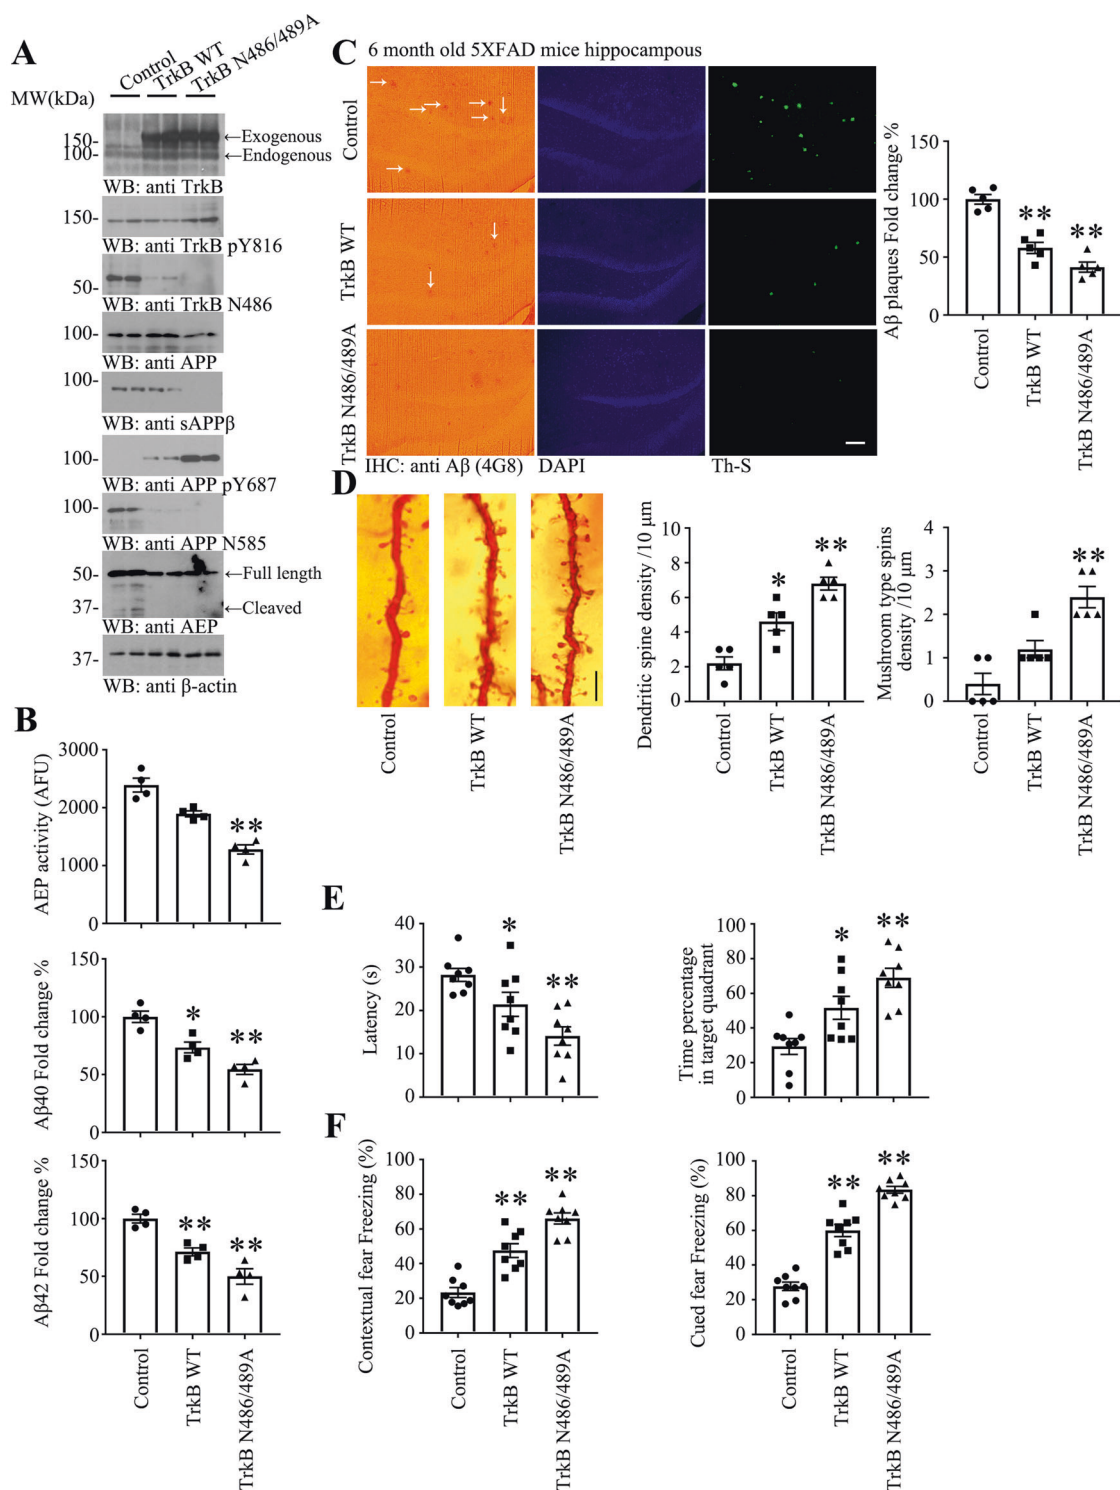 A
Control
TrkB WT
TrkB N486/489A
MW(kDa)
150-
100-
←Exogenous
←Endogenous
WB: anti TrkB
150-
WB: anti TrkB pY816
50-
WB: anti TrkB N486
100-
WB: anti APP
100-
WB: anti sAPPβ
100-
WB: anti APP pY687
100-
WB: anti APP N585
50-
←Full length
37-
←Cleaved
WB: anti AEP
37-
WB: anti β-actin
B
AEP activity (AFU)
3000
2000
1000
0
**
Aβ40 Fold change %
150
100
50
0
*
**
Aβ42 Fold change %
150
100
50
0
**
**
Control
TrkB WT
TrkB N486/489A
C
6 month old 5XFAD mice hippocampous
Control
TrkB WT
TrkB N486/489A
IHC: anti Aβ (4G8)
DAPI
Th-S
Aβ plaques Fold change %
150
100
50
0
**
**
Control
TrkB WT
TrkB N486/489A
D
Control
TrkB WT
TrkB N486/489A
Dendritic spine density /10 μm
10
8
6
4
2
0
*
**
Control
TrkB WT
TrkB N486/489A
Mushroom type spins
density /10 μm
4
3
2
1
0
**
Control
TrkB WT
TrkB N486/489A
E
Latency (s)
40
30
20
10
0
*
**
Time percentage
in target quadrant
100
80
60
40
20
0
*
**
F
Contextual fear Freezing (%)
100
80
60
40
20
0
**
**
Control
TrkB WT
TrkB N486/489A
Cued fear Freezing (%)
100
80
60
40
20
0
**
**
Control
TrkB WT
TrkB N486/489A